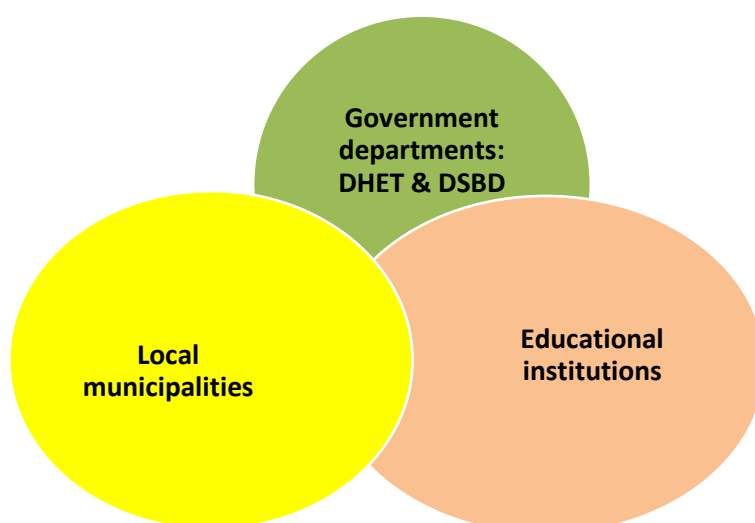 Government
departments:
DHET & DSBD
Local
municipalities
Educational
institutions